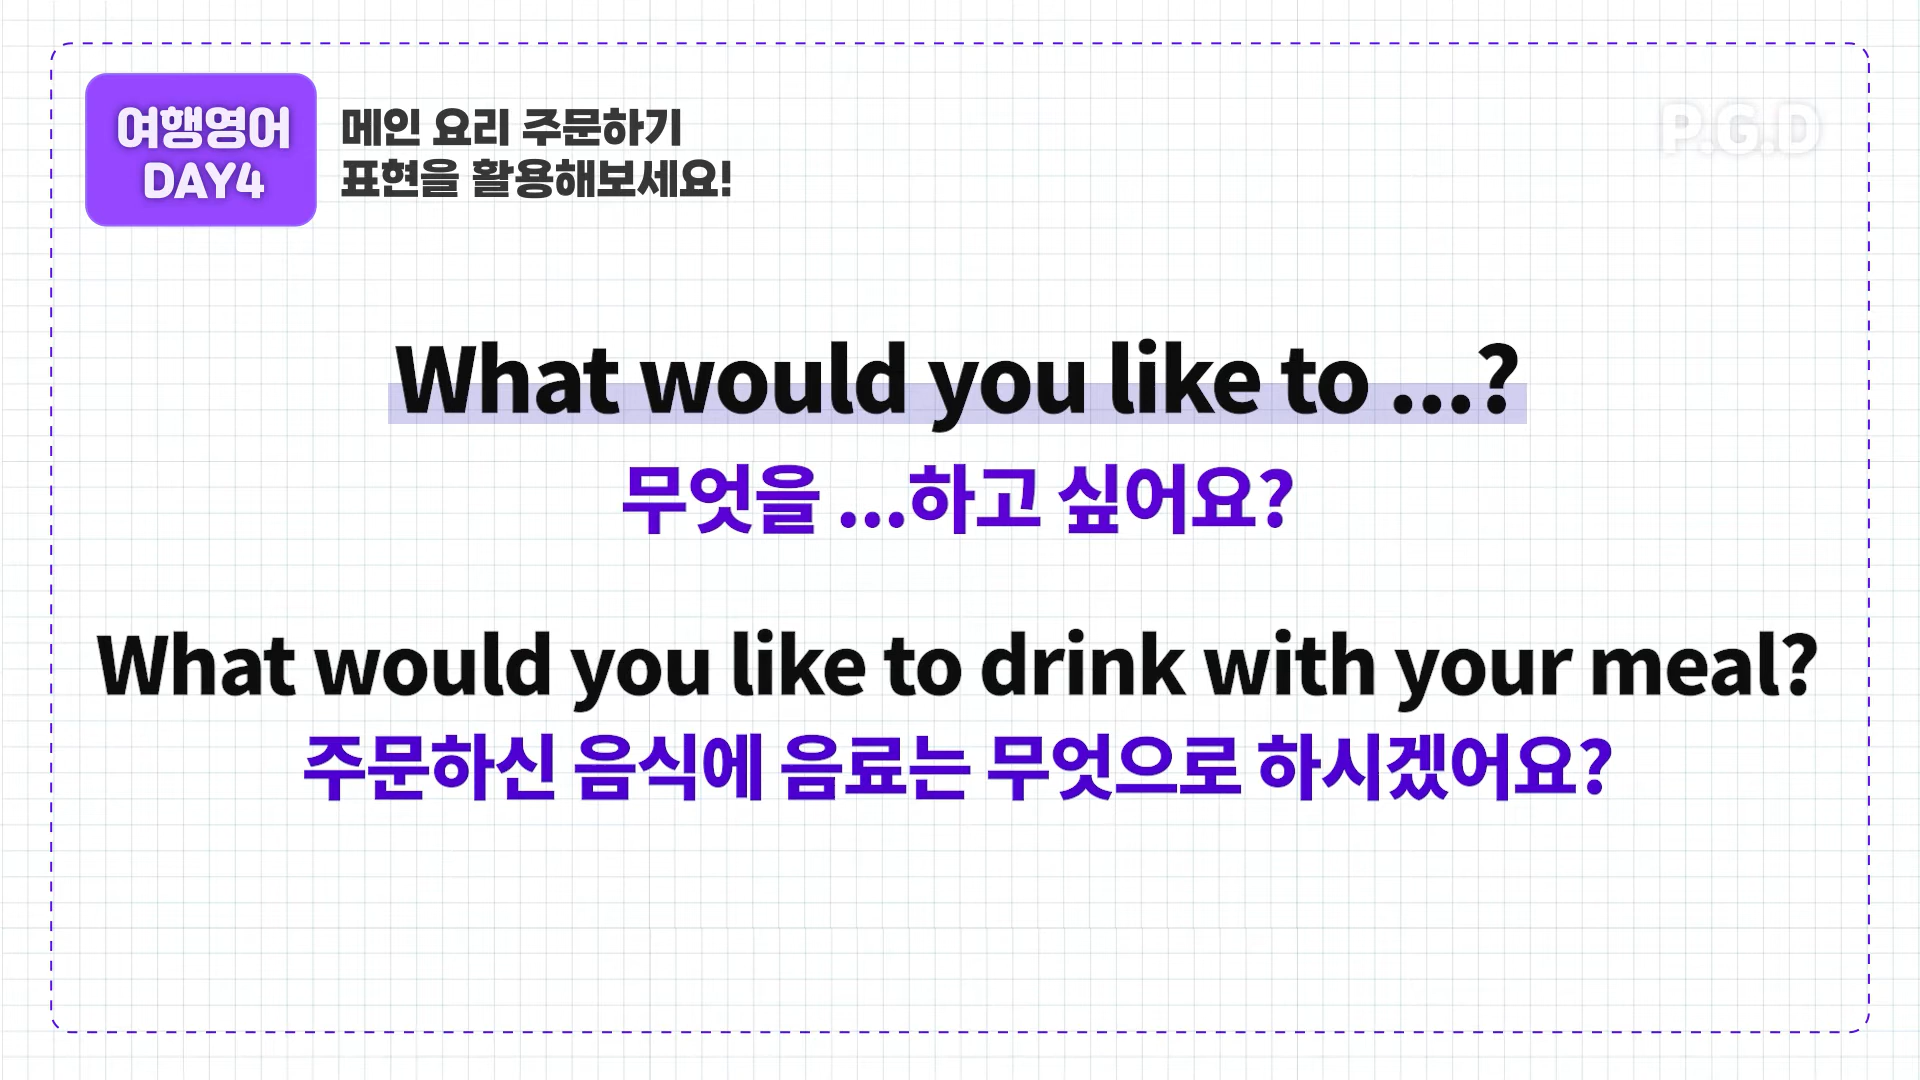 여행영어
DAY4
메인 요리 주문하기
표현을 활용해보세요!
P.G.D
What would you like to ...?
무엇을 ...하고 싶어요?
What would you like to drink with your meal?
주문하신 음식에 음료는 무엇으로 하시겠어요?